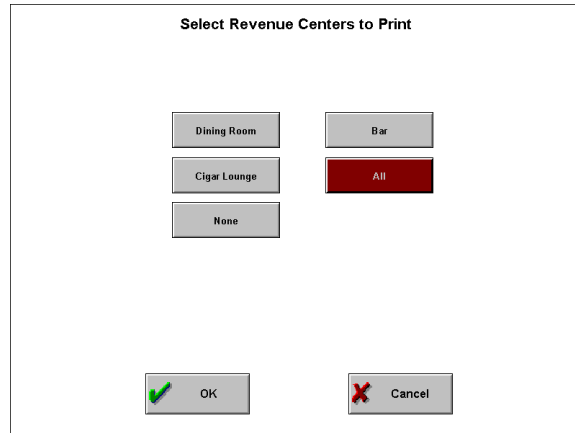 Select Revenue Centers to Print
Dining Room
Bar
Cigar Lounge
All
None
OK
Cancel